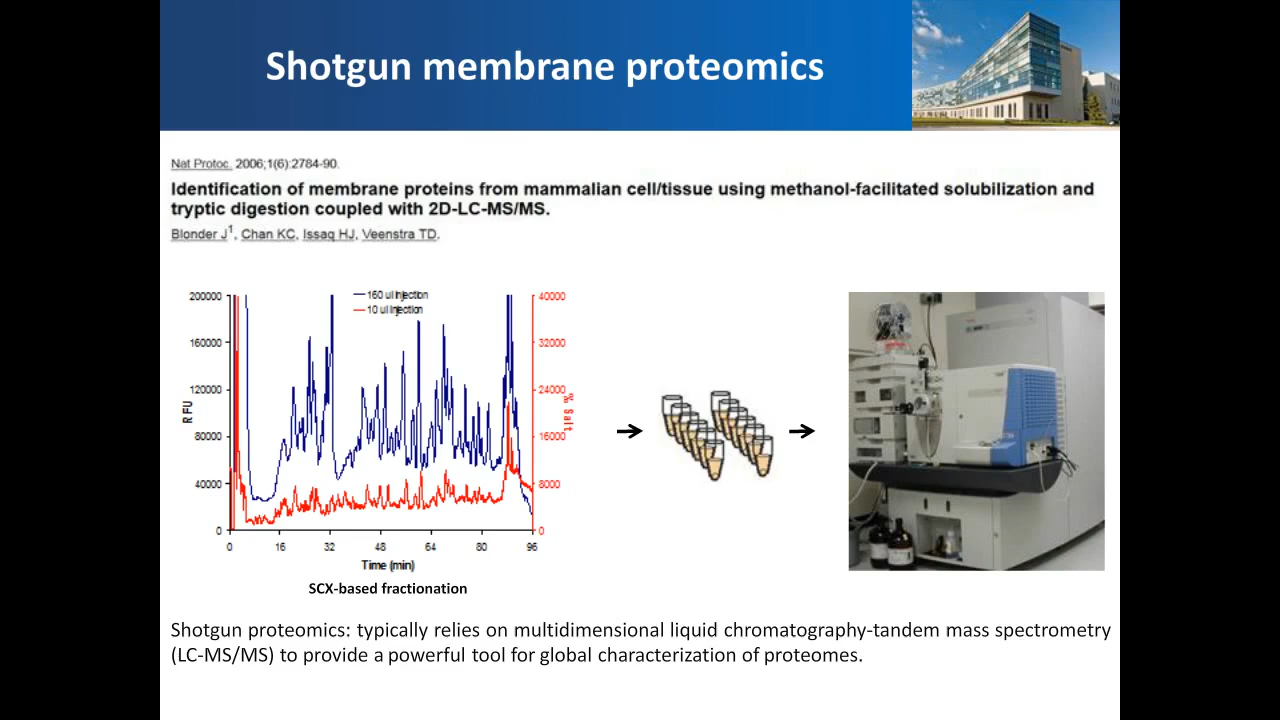 Shotgun membrane proteomics
Nat Protoc. 2006;1(6):2784-90.
Identification of membrane proteins from mammalian cell/tissue using methanol-facilitated solubilization and
tryptic digestion coupled with 2D-LC-MS/MS.
Blonder J1, Chan KC, Issaq HJ, Veenstra TD.
160 ul injection
10 ul injection
200000
160000
120000
80000
40000
0
RFU
40000
32000
24000
16000
8000
0
% Salt
0 16 32 48 64 80 96
Time (min)
SCX-based fractionation
Shotgun proteomics: typically relies on multidimensional liquid chromatography-tandem mass spectrometry
(LC-MS/MS) to provide a powerful tool for global characterization of proteomes.